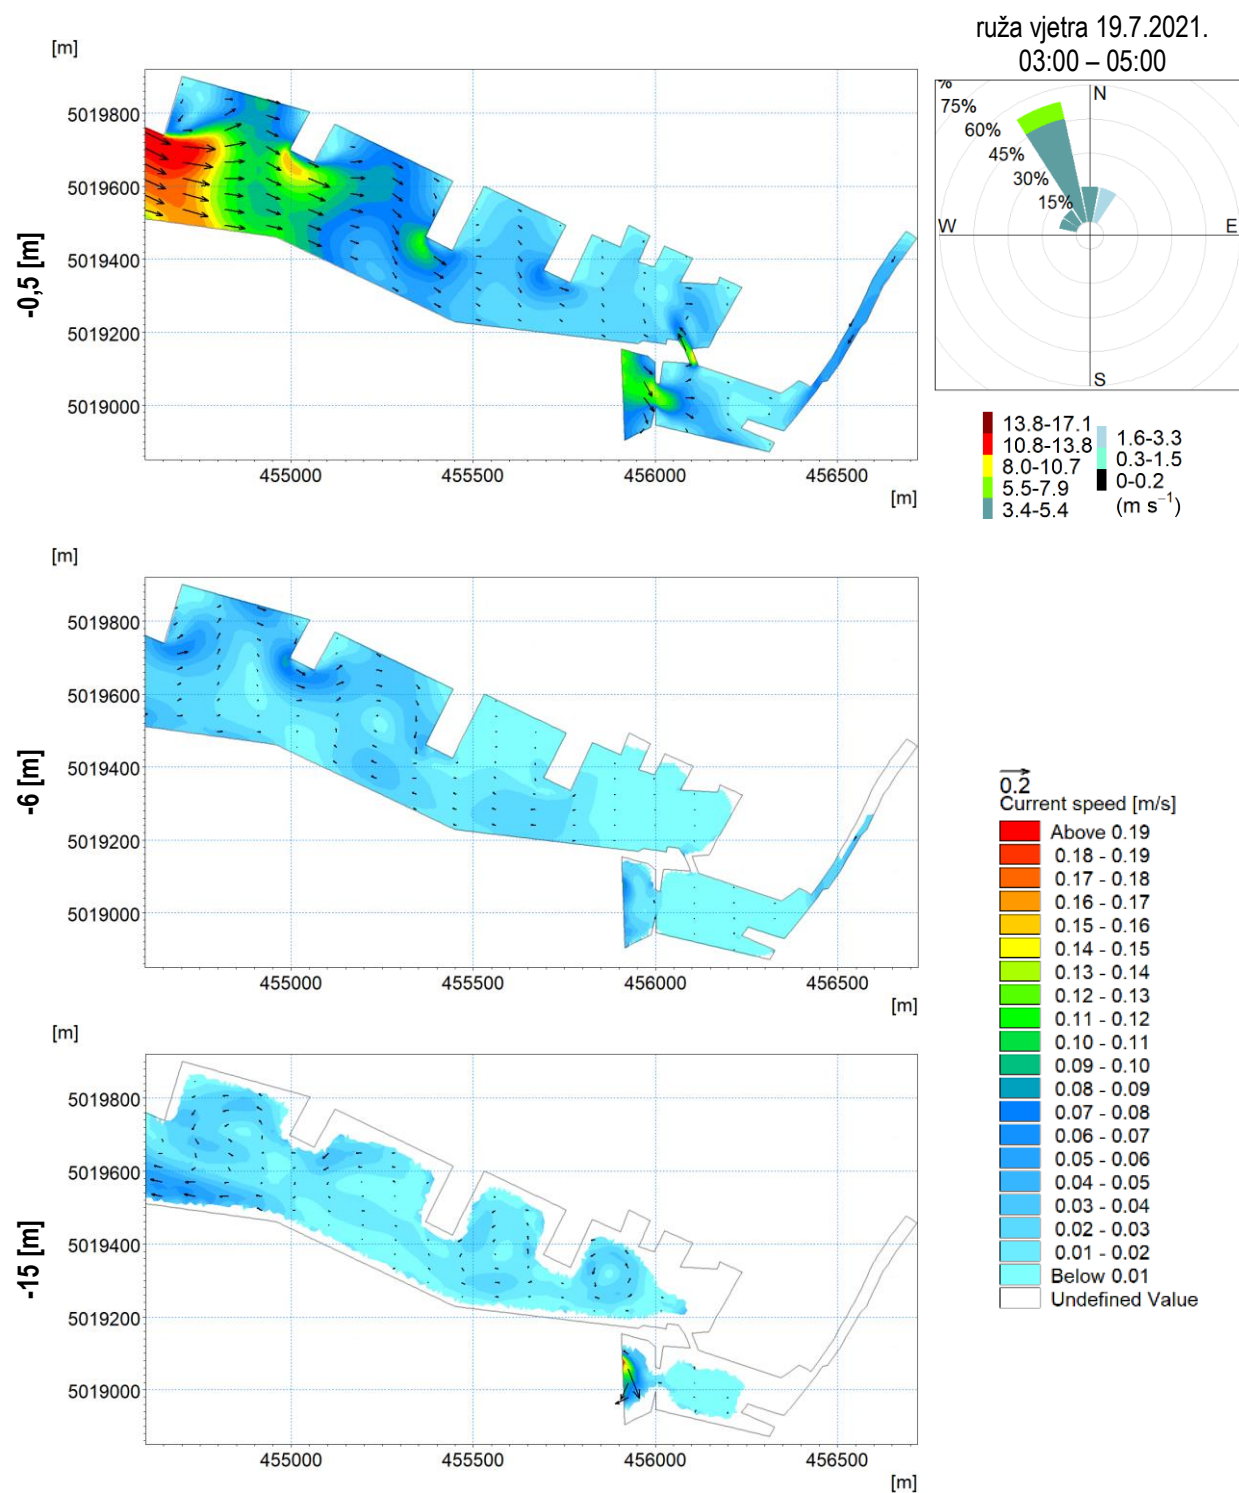 ruža vjetra 19.7.2021.
03:00 – 05:00
[m]
5019800
5019600
5019400
5019200
5019000
-0,5 [m]
455000
455500
456000
456500
[m]
%
75%
60%
45%
30%
15%
N
W
E
S
13.8-17.1
10.8-13.8
8.0-10.7
5.5-7.9
3.4-5.4
1.6-3.3
0.3-1.5
0-0.2
(m s⁻¹)
[m]
5019800
5019600
5019400
5019200
5019000
-6 [m]
455000
455500
456000
456500
[m]
[m]
5019800
5019600
5019400
5019200
5019000
-15 [m]
455000
455500
456000
456500
[m]
0.2
Current speed [m/s]
Above 0.19
0.18 - 0.19
0.17 - 0.18
0.16 - 0.17
0.15 - 0.16
0.14 - 0.15
0.13 - 0.14
0.12 - 0.13
0.11 - 0.12
0.10 - 0.11
0.09 - 0.10
0.08 - 0.09
0.07 - 0.08
0.06 - 0.07
0.05 - 0.06
0.04 - 0.05
0.03 - 0.04
0.02 - 0.03
0.01 - 0.02
Below 0.01
Undefined Value